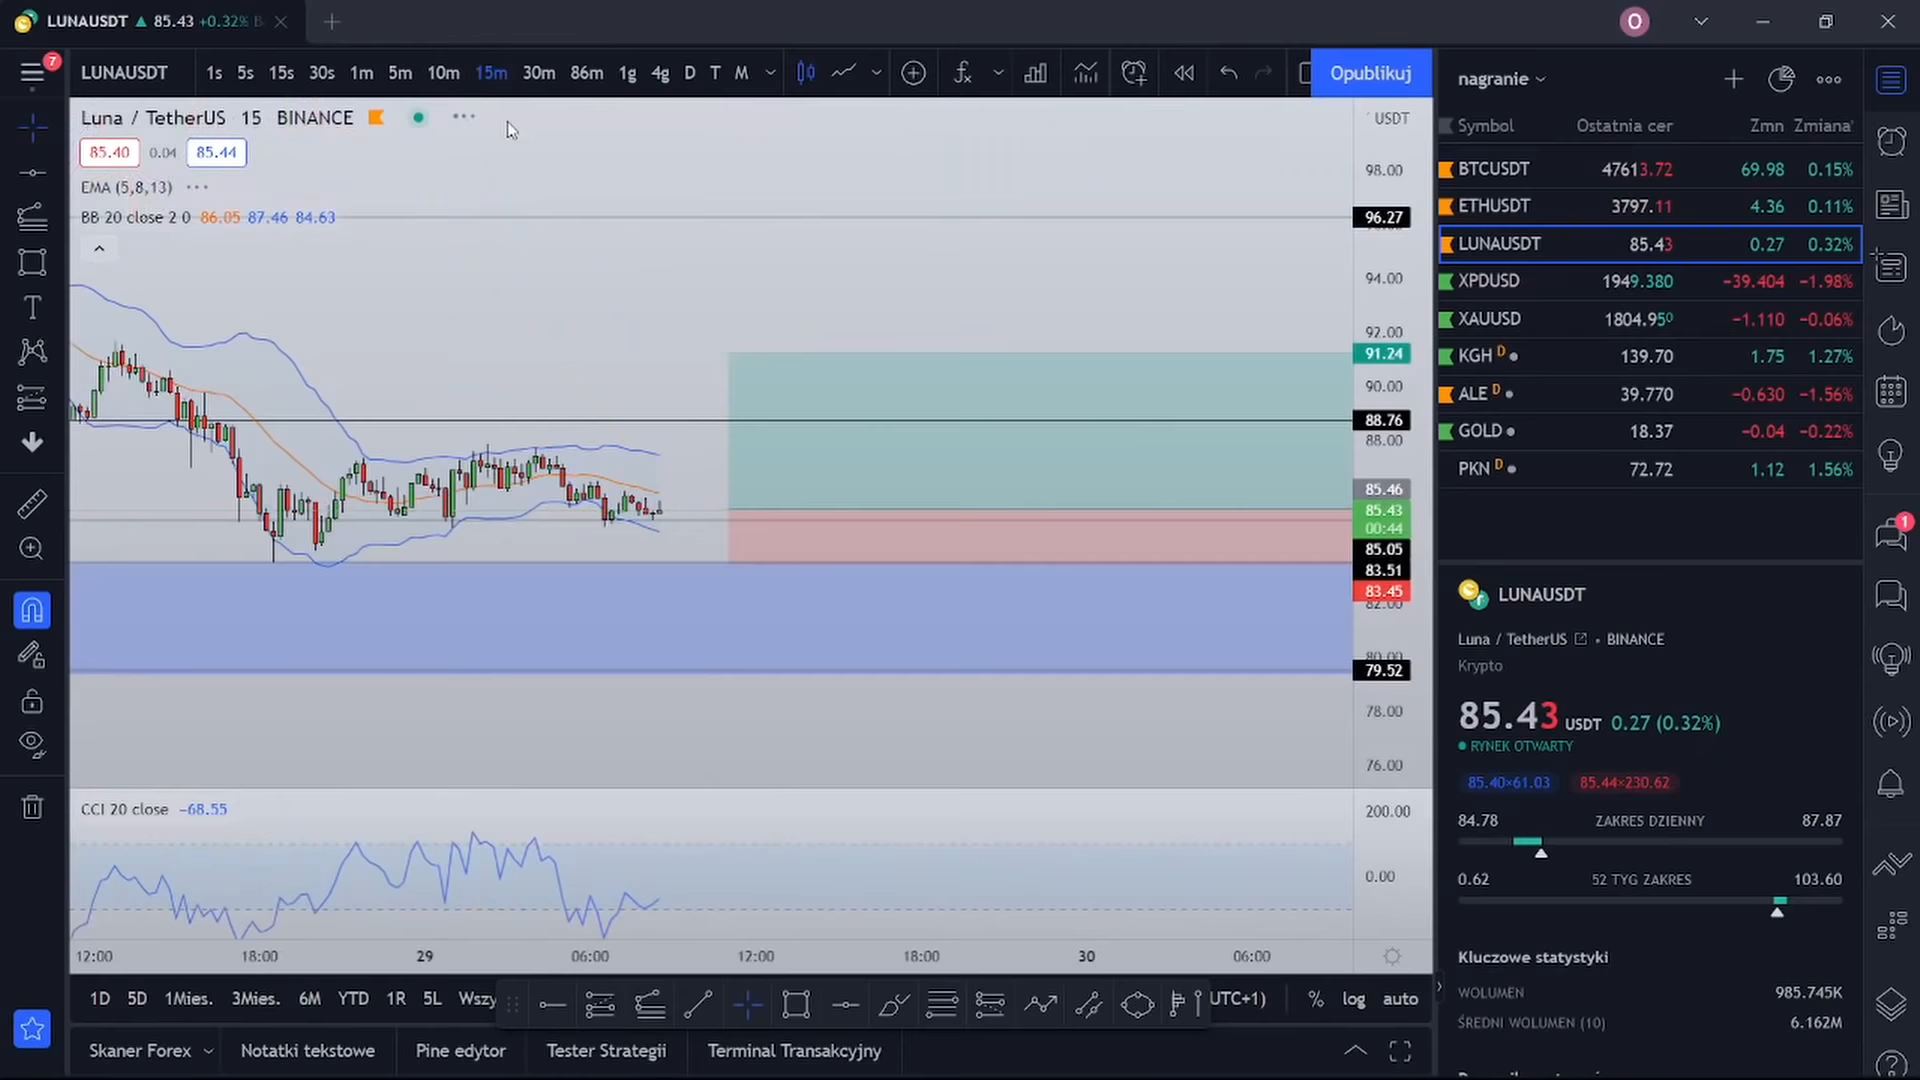 LUNAUSDT ▲ 85.43 +0.32%
O
7
LUNAUSDT 1s 5s 15s 30s 1m 5m 10m 15m 30m 86m 1g 4g D T M
Opublikuj
nagranie
Luna / TetherUS 15 BINANCE
85.40 0.04 85.44
EMA (5,8,13)
BB 20 close 2 0 86.05 87.46 84.63
USDT
98.00
96.27
94.00
92.00
91.24
90.00
88.76
88.00
85.46
85.43
00:44
85.05
83.51
83.45
82.00
80.00
79.52
78.00
76.00
CCI 20 close −68.55
200.00
0.00
12:00 18:00 29 06:00 12:00 18:00 30 06:00
1D 5D 1Mies. 3Mies. 6M YTD 1R 5L Wszy
UTC+1) % log auto
Skaner Forex Notatki tekstowe Pine edytor Tester Strategii Terminal Transakcyjny
Symbol Ostatnia cer Zmn Zmiana
BTCUSDT 47613.72 69.98 0.15%
ETHUSDT 3797.11 4.36 0.11%
LUNAUSDT 85.43 0.27 0.32%
XPDUSD 1949.380 −39.404 −1.98%
XAUUSD 1804.950 −1.110 −0.06%
KGH D 139.70 1.75 1.27%
ALE D 39.770 −0.630 −1.56%
GOLD 18.37 −0.04 −0.22%
PKN D 72.72 1.12 1.56%
1
LUNAUSDT
Luna / TetherUS • BINANCE
Krypto
85.43 USDT 0.27 (0.32%)
RYNEK OTWARTY
85.40×61.03 85.44×230.62
84.78 ZAKRES DZIENNY 87.87
0.62 52 TYG ZAKRES 103.60
Kluczowe statystyki
WOLUMEN 985.745K
ŚREDNI WOLUMEN (10) 6.162M